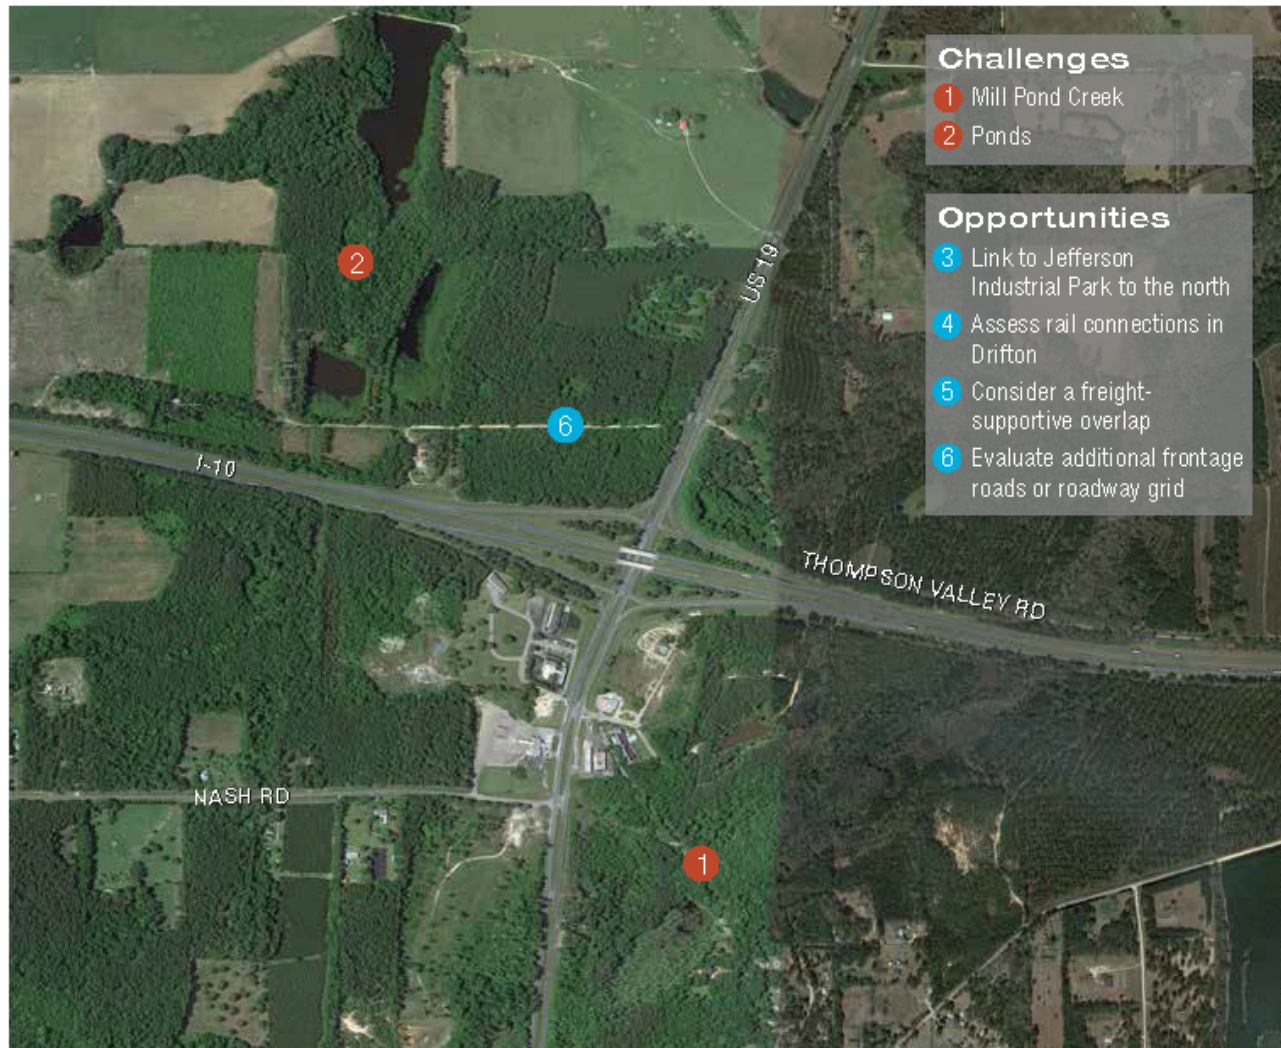 Challenges
1 Mill Pond Creek
2 Ponds
Opportunities
3 Link to Jefferson
Industrial Park to the north
4 Assess rail connections in
Drifton
5 Consider a freight-
supportive overlap
6 Evaluate additional frontage
roads or roadway grid
2
US 19
6
I-10
THOMPSON VALLEY RD
NASH RD
1